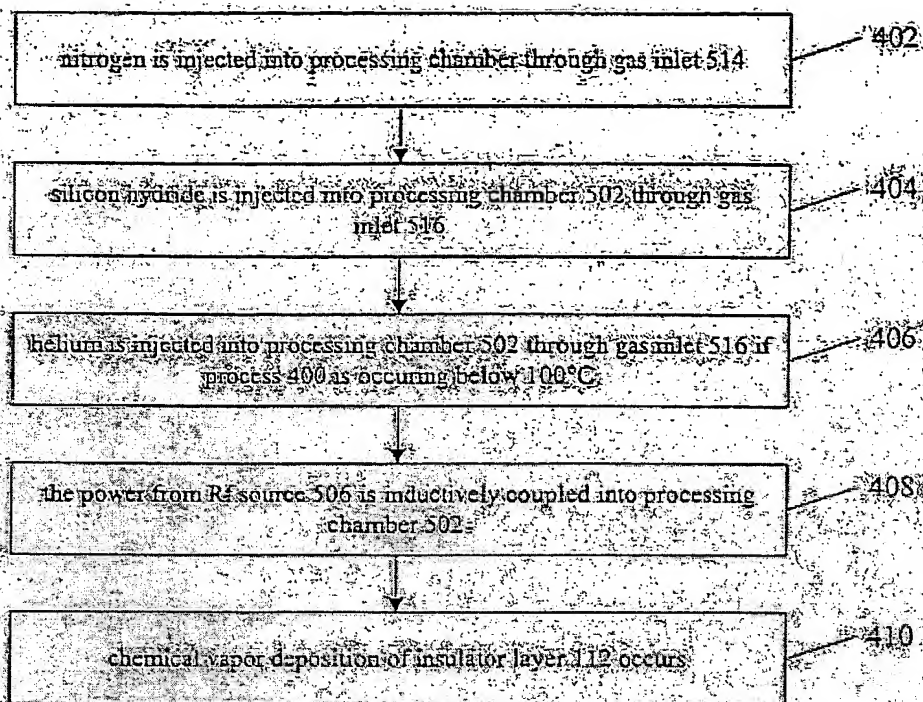 nitrogen is injected into processing chamber through gas inlet 514
402
silicon hydride is injected into processing chamber 502 through gas
inlet 516
404
helium is injected into processing chamber 502 through gas inlet 516 if
process 400 is occuring below 100°C
406
the power from Rf source 506 is inductively coupled into processing
chamber 502
408
chemical vapor deposition of insulator layer 112 occurs
410